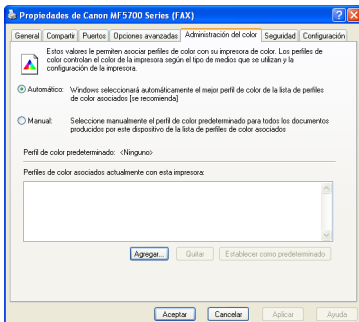 Propiedades de Canon MF5700 Series (FAX)
General Compartir Puertos Opciones avanzadas Administración del color Seguridad Configuración
Estos valores le permiten asociar perfiles de color con su impresora de color. Los perfiles
de color controlan el color de la impresora según el tipo de medios que se utilizan y la
configuración de la impresora.
Automático: Windows seleccionará automáticamente el mejor perfil de color de la lista de perfiles
de color asociados [se recomienda]
Manual: Seleccione manualmente el perfil de color predeterminado para todos los documentos
producidos por este dispositivo de la lista de perfiles de color asociados
Perfil de color predeterminado: <Ninguno>
Perfiles de color asociados actualmente con esta impresora:
Agregar... Quitar Establecer como predeterminado
Aceptar Cancelar Aplicar Ayuda